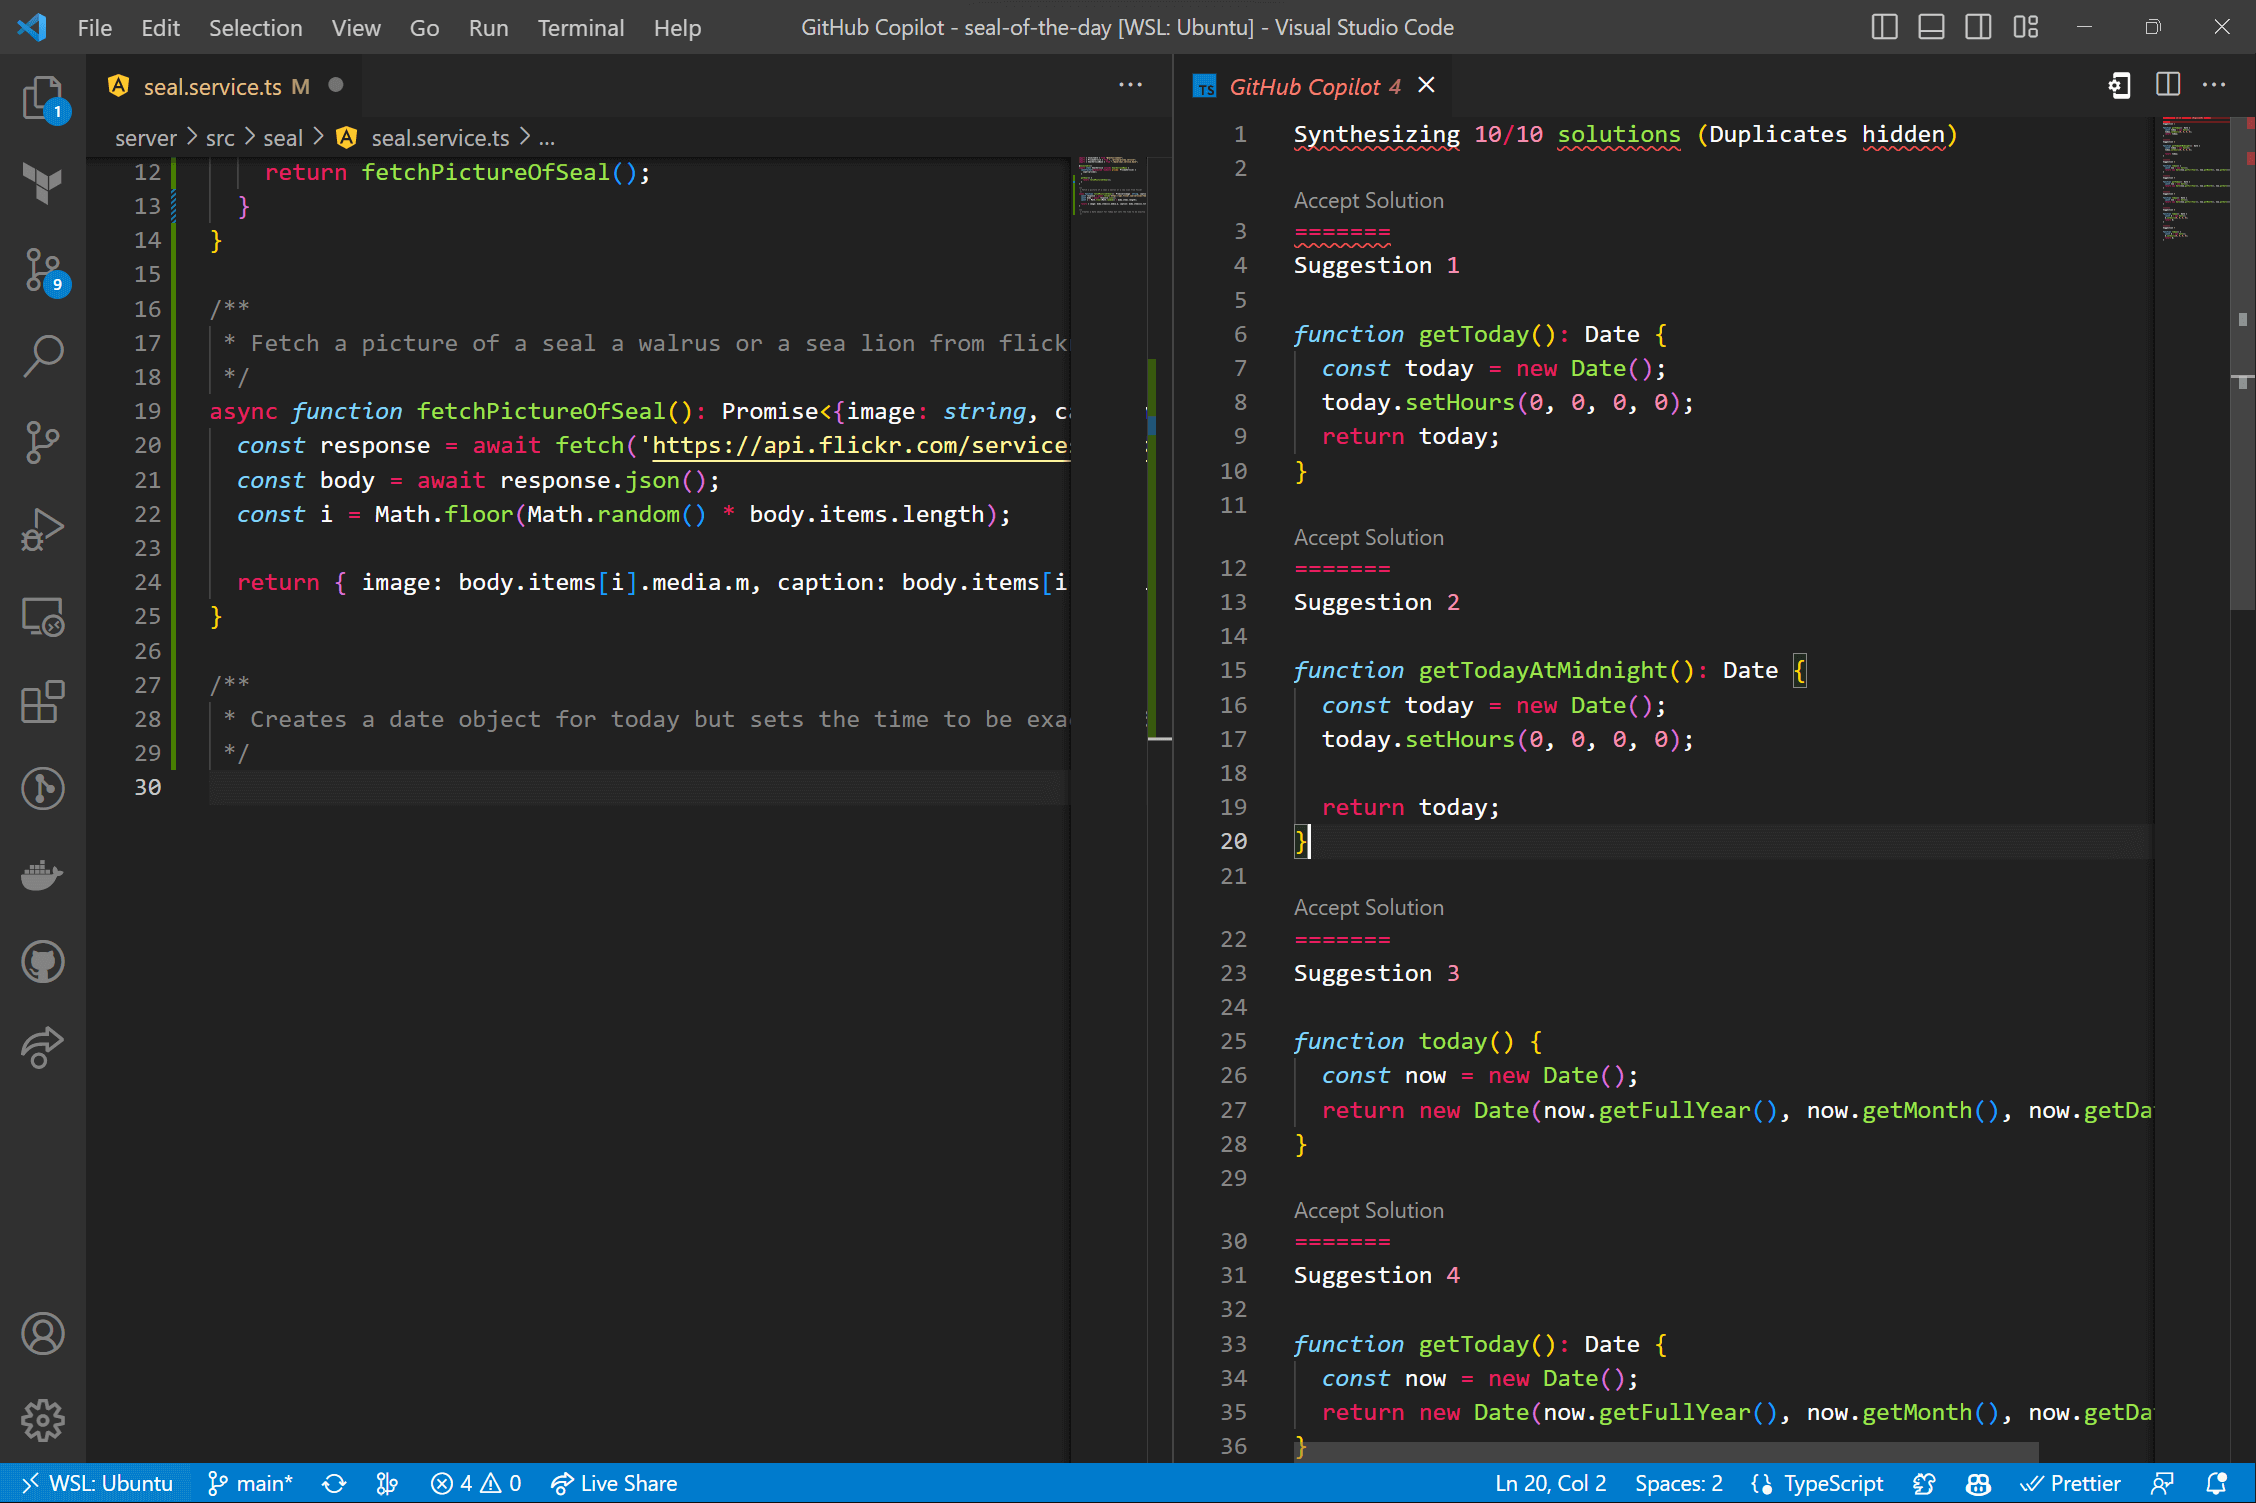 File Edit Selection View Go Run Terminal Help
GitHub Copilot - seal-of-the-day [WSL: Ubuntu] - Visual Studio Code
seal.service.ts M
server > src > seal > seal.service.ts > ...
12 return fetchPictureOfSeal();
13 }
14 }
15
16 /**
17 * Fetch a picture of a seal a walrus or a sea lion from flick
18 */
19 async function fetchPictureOfSeal(): Promise<{image: string, ca
20 const response = await fetch('https://api.flickr.com/service
21 const body = await response.json();
22 const i = Math.floor(Math.random() * body.items.length);
23
24 return { image: body.items[i].media.m, caption: body.items[i
25 }
26
27 /**
28 * Creates a date object for today but sets the time to be exa
29 */
30
1
9
TS GitHub Copilot 4
1 Synthesizing 10/10 solutions (Duplicates hidden)
2
Accept Solution
3 =======
4 Suggestion 1
5
6 function getToday(): Date {
7 const today = new Date();
8 today.setHours(0, 0, 0, 0);
9 return today;
10 }
11
Accept Solution
12 =======
13 Suggestion 2
14
15 function getTodayAtMidnight(): Date {
16 const today = new Date();
17 today.setHours(0, 0, 0, 0);
18
19 return today;
20 }
21
Accept Solution
22 =======
23 Suggestion 3
24
25 function today() {
26 const now = new Date();
27 return new Date(now.getFullYear(), now.getMonth(), now.getDa
28 }
29
Accept Solution
30 =======
31 Suggestion 4
32
33 function getToday(): Date {
34 const now = new Date();
35 return new Date(now.getFullYear(), now.getMonth(), now.getDa
36 }
WSL: Ubuntu main* 4 0 Live Share
Ln 20, Col 2 Spaces: 2 TypeScript Prettier